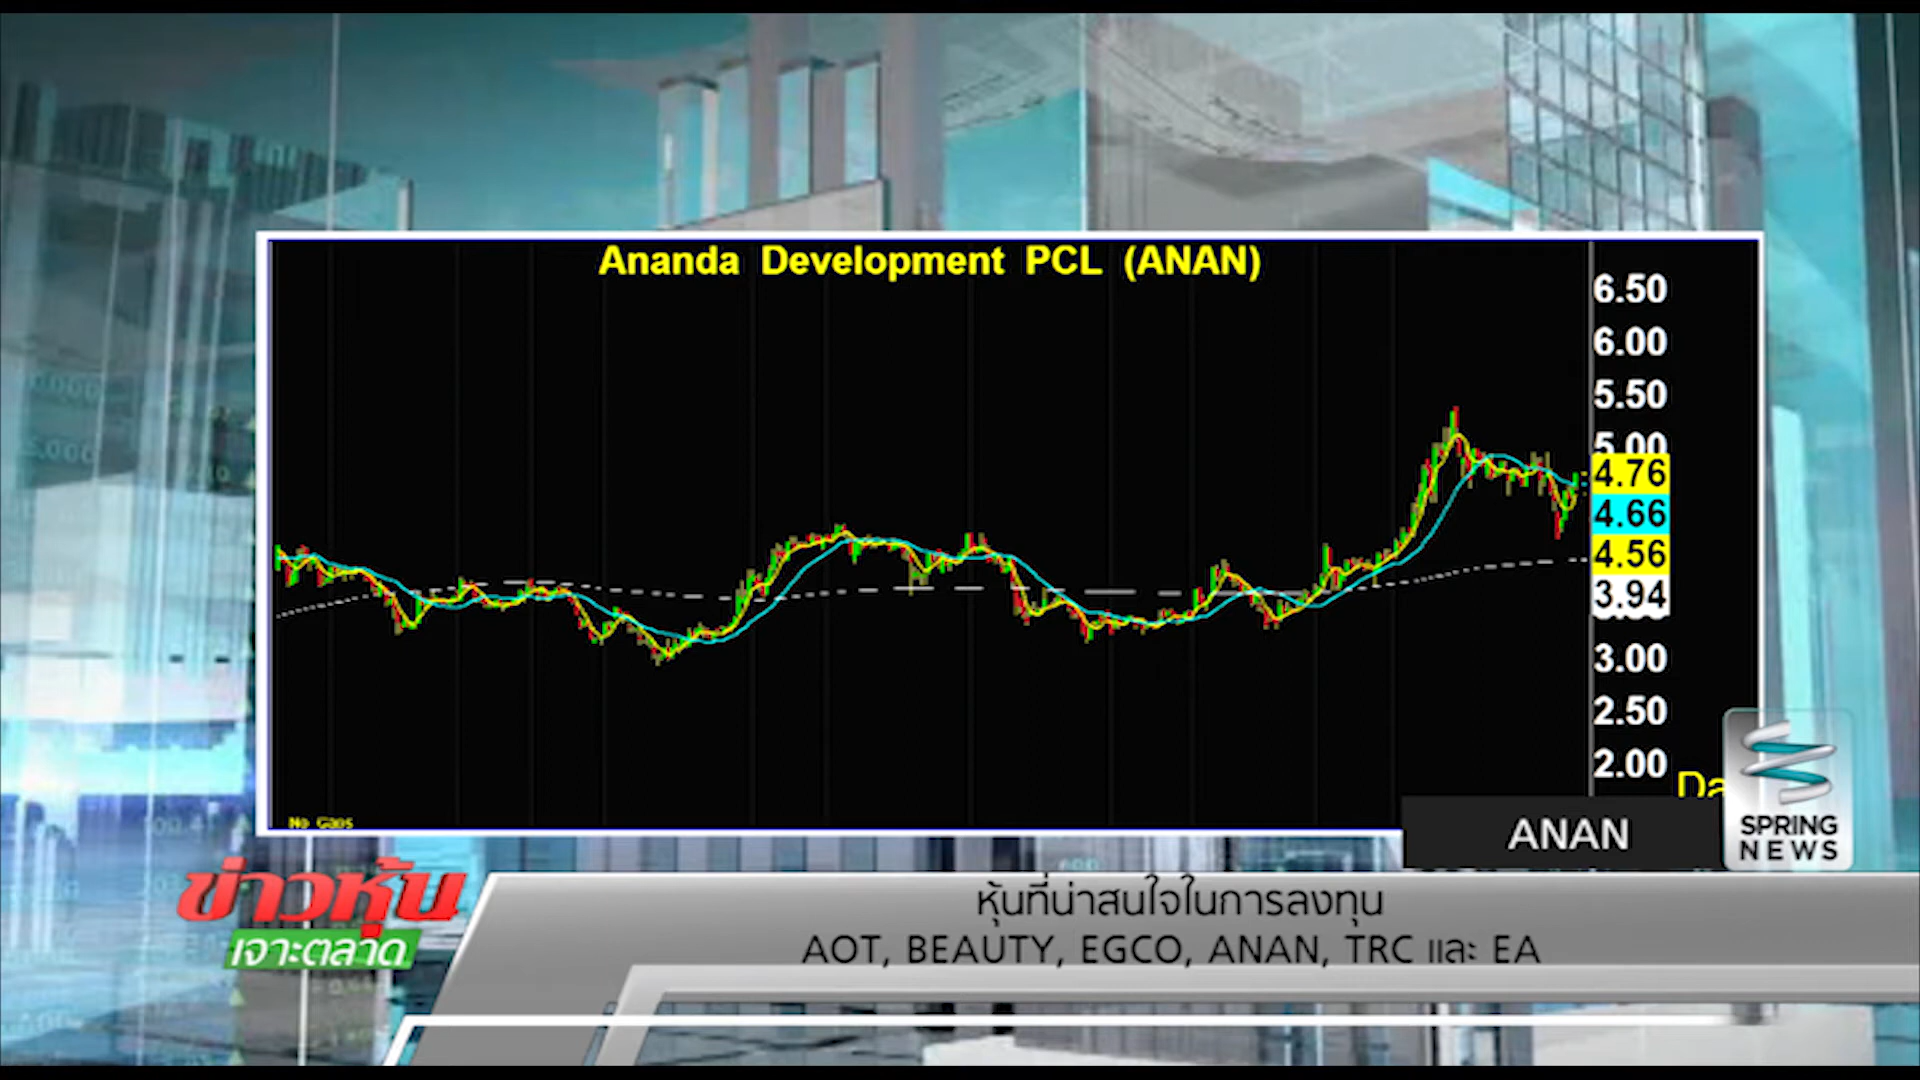 Ananda Development PCL (ANAN)
6.50
6.00
5.50
5.00
4.76
4.66
4.56
3.94
3.00
2.50
2.00
No Gaps
ANAN
SPRING
NEWS
ข่าวหุ้น
เจาะตลาด
หุ้นที่น่าสนใจในการลงทุน
AOT, BEAUTY, EGCO, ANAN, TRC และ EA